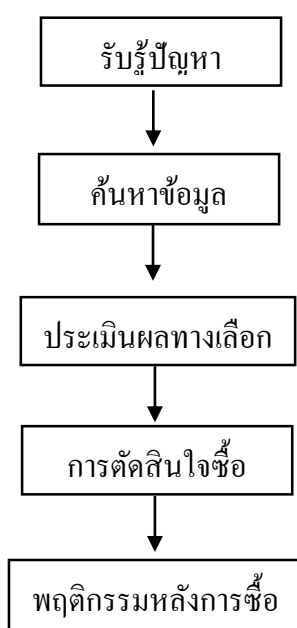 รับรู้ปัญหา
ค้นหาข้อมูล
ประเมินผลทางเลือก
การตัดสินใจซื้อ
พฤติกรรมหลังการซื้อ